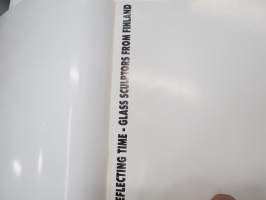 EFLECTING TIME - GLASS SCULPTORS FROM FINLAND